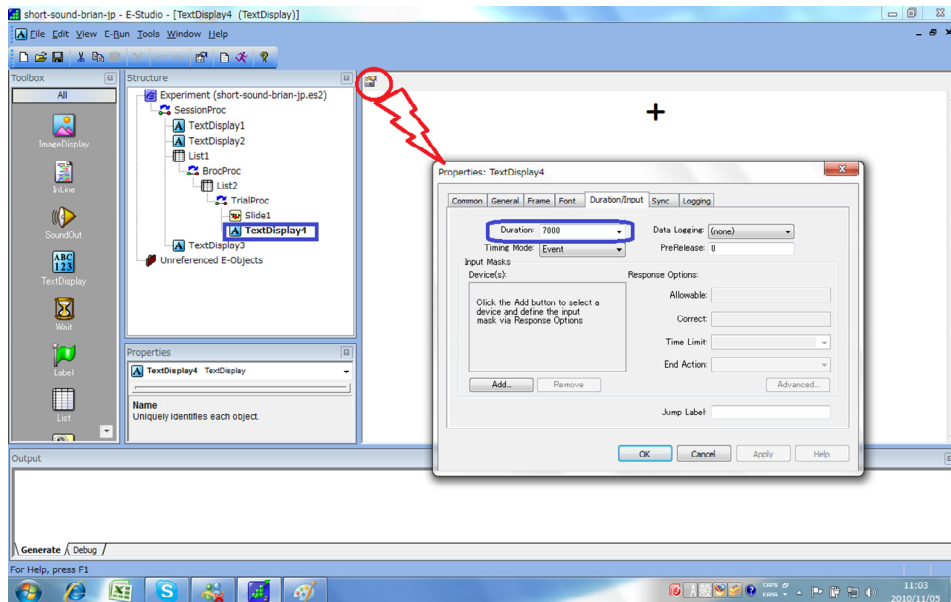 short-sound-brian-jp - E-Studio - [TextDisplay4 (TextDisplay)]
File Edit View E-Run Tools Window Help
Toolbox
All
ImageDisplay
InLine
SoundOut
ABC
123
TextDisplay
Wait
Label
List
Structure
Experiment (short-sound-brian-jp.es2)
SessionProc
TextDisplay1
TextDisplay2
List1
BrocProc
List2
TrialProc
Slide1
TextDisplay4
TextDisplay3
Unreferenced E-Objects
Properties
TextDisplay4 TextDisplay
Name
Uniquely identifies each object.
+
Properties: TextDisplay4
Common General Frame Font Duration/Input Sync Logging
Duration: 7000 Data Logging: (none)
Timing Mode: Event PreRelease: 0
Input Masks
Device(s): Response Options:
Click the Add button to select a
device and define the input
mask via Response Options
Allowable:
Correct:
Time Limit:
End Action:
Add... Remove Advanced...
Jump Label:
OK Cancel Apply Help
Output
Generate Debug
For Help, press F1
CAPS
KANA
11:03
2010/11/05